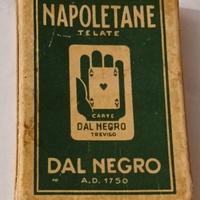 NAPOLETANE
TELATE
CARTE
DAL NEGRO
TREVISO
DAL NEGRO
A.D. 1750